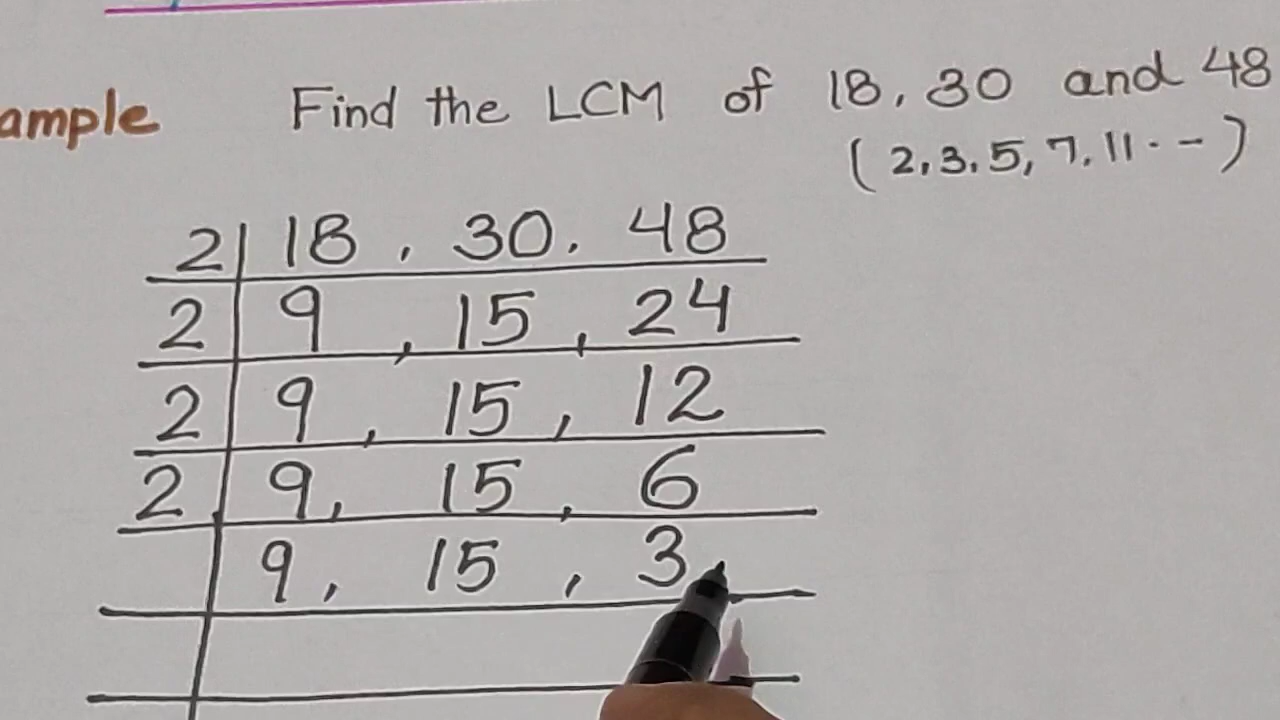 ample Find the LCM of 18, 30 and 48
(2, 3, 5, 7, 11 . - )
2 18, 30, 48
2 9, 15, 24
2 9, 15, 12
2 9, 15, 6
9, 15, 3